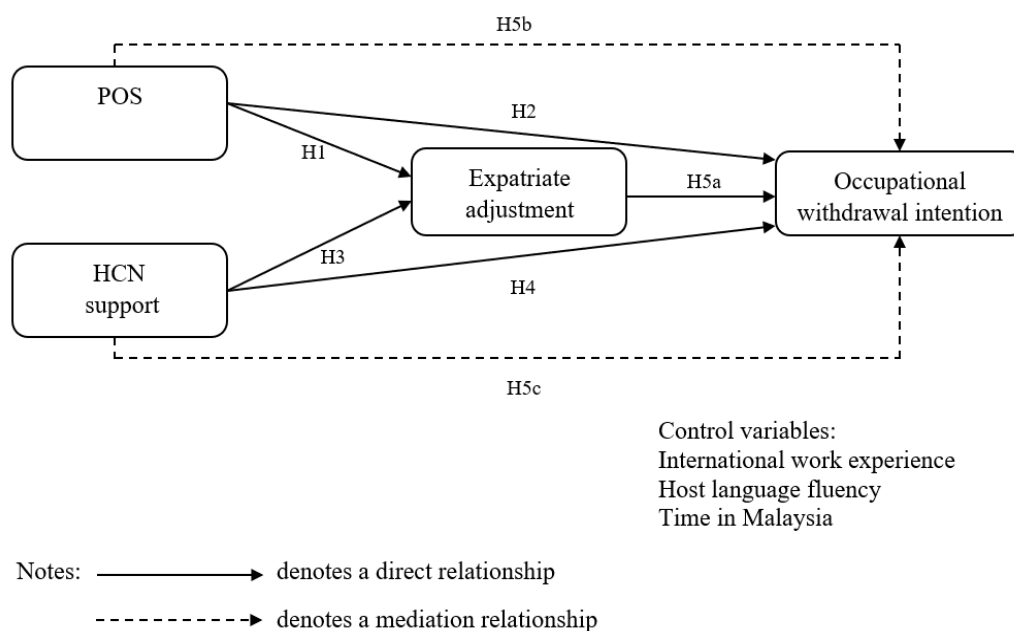 H5b
POS
H2
H1
Expatriate
adjustment
H5a
Occupational
withdrawal intention
HCN
support
H3
H4
H5c
Control variables:
International work experience
Host language fluency
Time in Malaysia
Notes:
denotes a direct relationship
denotes a mediation relationship